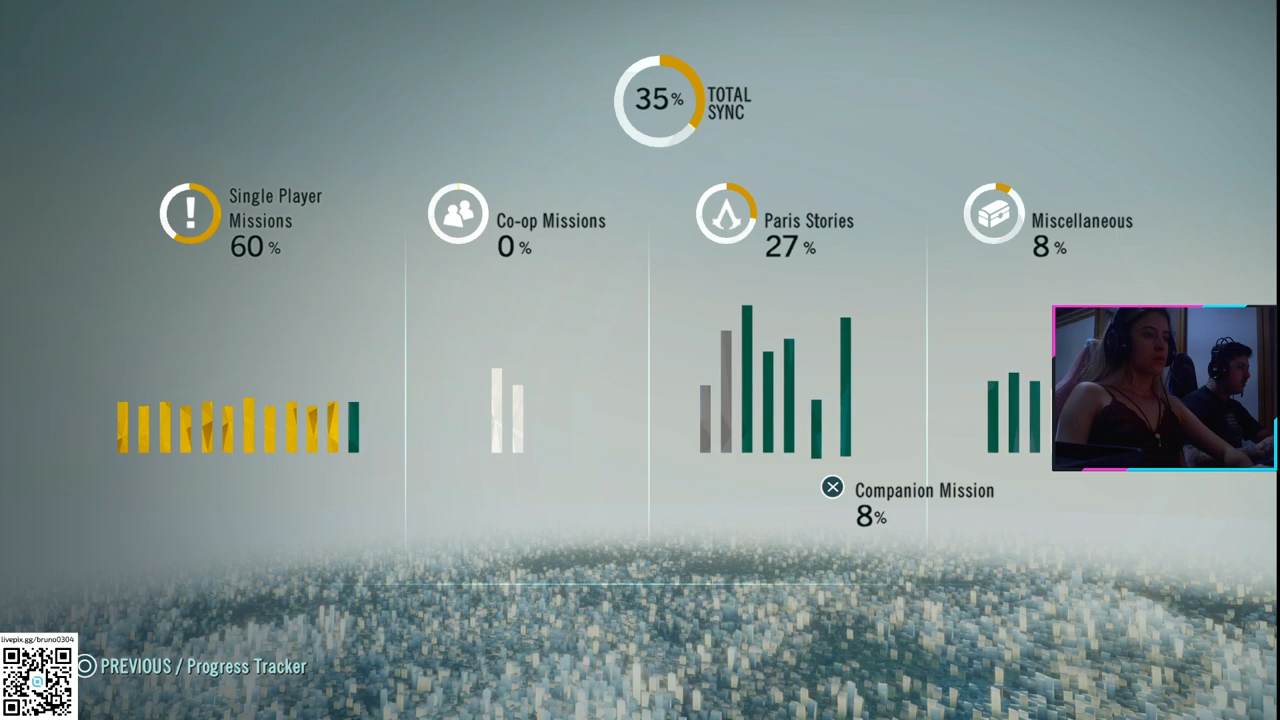 35%
TOTAL
SYNC
Single Player
Missions
60%
Co-op Missions
0%
Paris Stories
27%
Miscellaneous
8%
Companion Mission
8%
livepix.gg/bruno0304
PREVIOUS / Progress Tracker